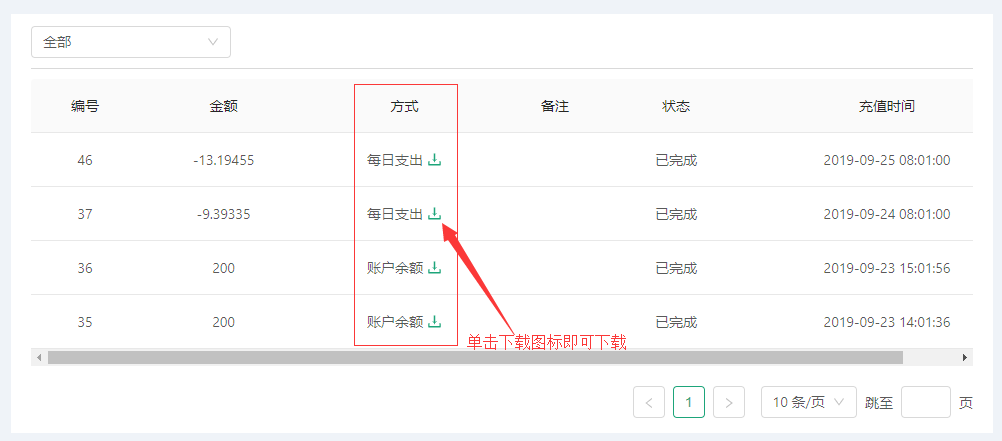 全部
编号 金额 方式 备注 状态 充值时间
46 -13.19455 每日支出 已完成 2019-09-25 08:01:00
37 -9.39335 每日支出 已完成 2019-09-24 08:01:00
36 200 账户余额 已完成 2019-09-23 15:01:56
35 200 账户余额 已完成 2019-09-23 14:01:36
单击下载图标即可下载
1 10 条/页 跳至 页